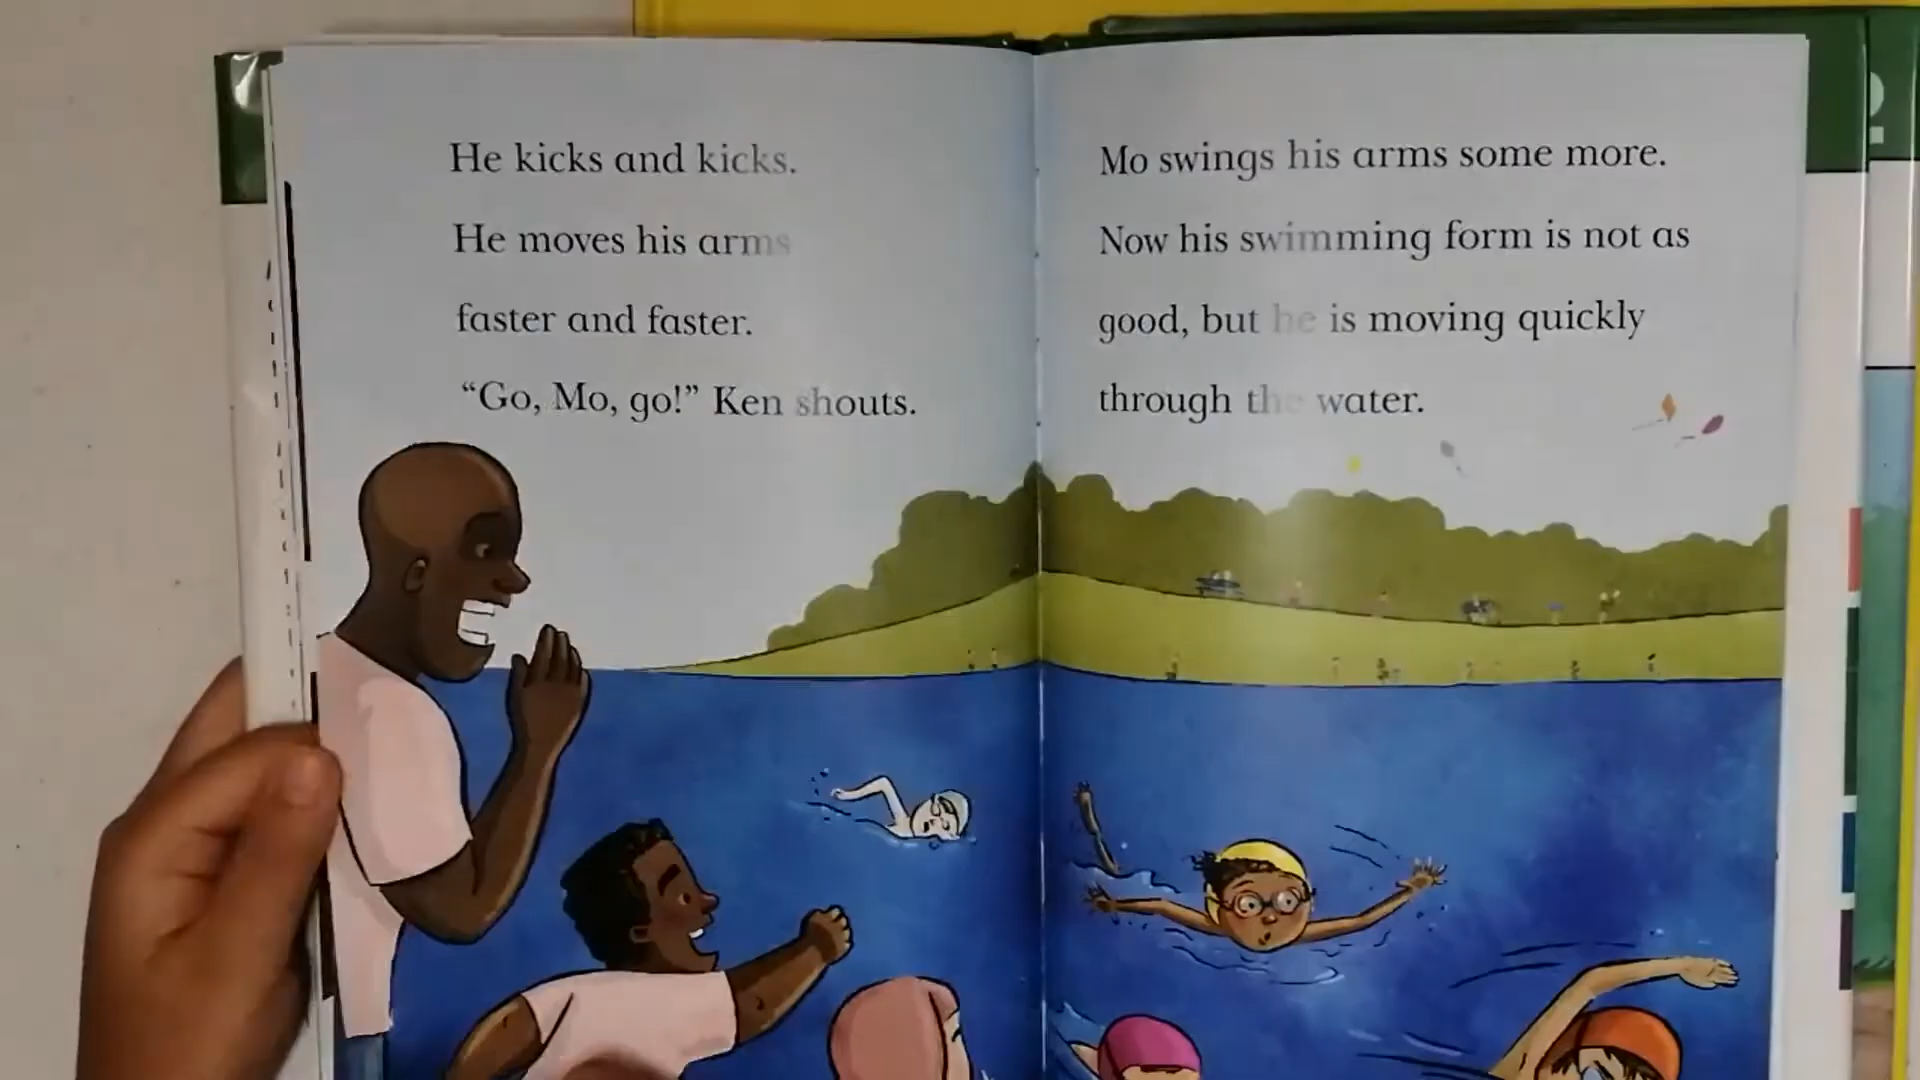 He kicks and kicks.
He moves his arms
faster and faster.
“Go, Mo, go!” Ken shouts.
Mo swings his arms some more.
Now his swimming form is not as
good, but he is moving quickly
through the water.